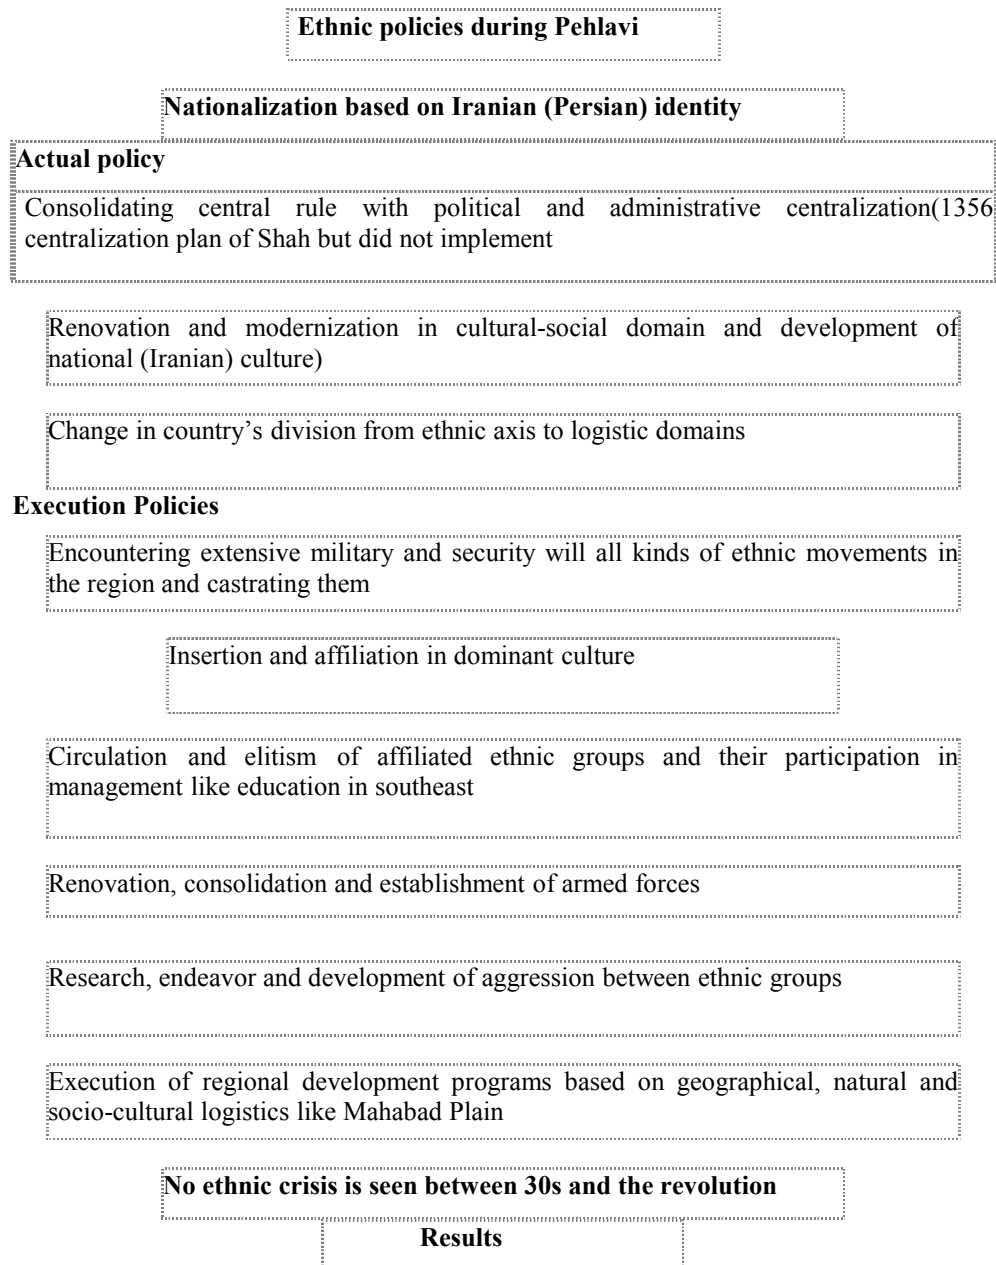 Ethnic policies during Pehlavi
Nationalization based on Iranian (Persian) identity
Actual policy
Consolidating central rule with political and administrative centralization(1356
centralization plan of Shah but did not implement
Renovation and modernization in cultural-social domain and development of
national (Iranian) culture)
Change in country's division from ethnic axis to logistic domains
Execution Policies
Encountering extensive military and security will all kinds of ethnic movements in
the region and castrating them
Insertion and affiliation in dominant culture
Circulation and elitism of affiliated ethnic groups and their participation in
management like education in southeast
Renovation, consolidation and establishment of armed forces
Research, endeavor and development of aggression between ethnic groups
Execution of regional development programs based on geographical, natural and
socio-cultural logistics like Mahabad Plain
No ethnic crisis is seen between 30s and the revolution
Results